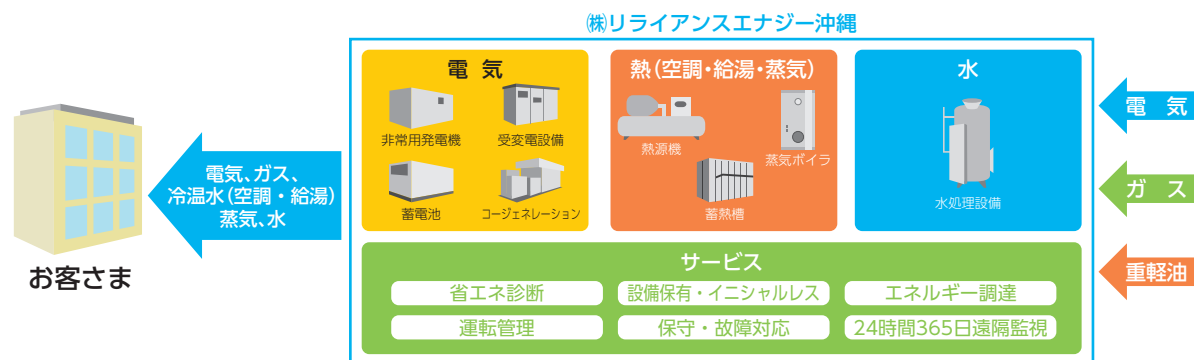 ㈱リライアンスエナジー沖縄
電 気
非常用発電機
受変電設備
蓄電池
コージェネレーション
熱(空調・給湯・蒸気)
熱源機
蒸気ボイラ
蓄熱槽
水
水処理設備
電 気
ガ ス
重軽油
電気、ガス、
冷温水(空調・給湯)
蒸気、水
お客さま
サービス
省エネ診断
設備保有・イニシャルレス
エネルギー調達
運転管理
保守・故障対応
24時間365日遠隔監視